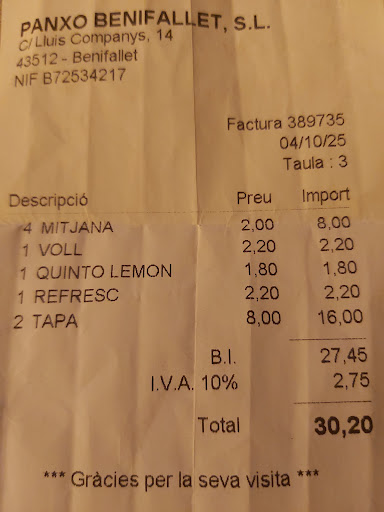 PANXO BENIFALLET, S.L.
C/ Lluis Companys, 14
43512 - Benifallet
NIF B72534217
Factura 389735
04/10/25
Taula : 3
Descripció Preu Import
4 MITJANA 2,00 8,00
1 VOLL 2,20 2,20
1 QUINTO LEMON 1,80 1,80
1 REFRESC 2,20 2,20
2 TAPA 8,00 16,00
B.I. 27,45
I.V.A. 10% 2,75
Total 30,20
*** Gràcies per la seva visita ***